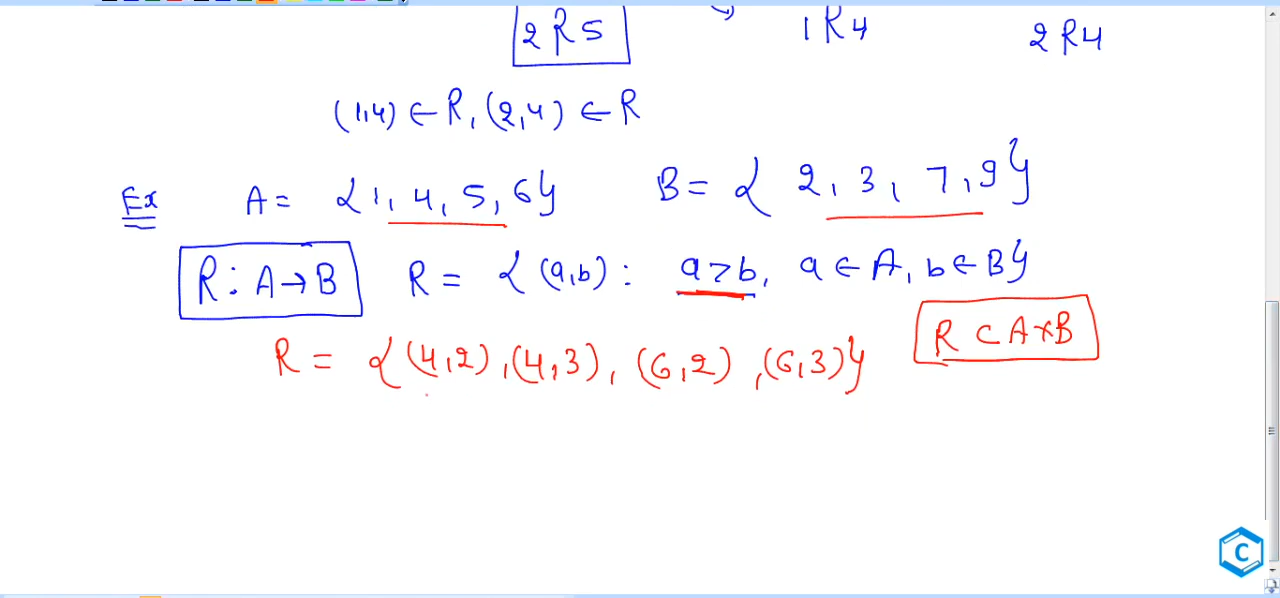 2R5 1R4 2R4
(1,4) ∈ R, (2,4) ∈ R
Ex A = {1, 4, 5, 6} B = {2, 3, 7, 9}
R : A → B R = {(a,b) : a > b, a ∈ A, b ∈ B}
R = {(4,2), (4,3), (6,2), (6,3)} R ⊂ A×B
C